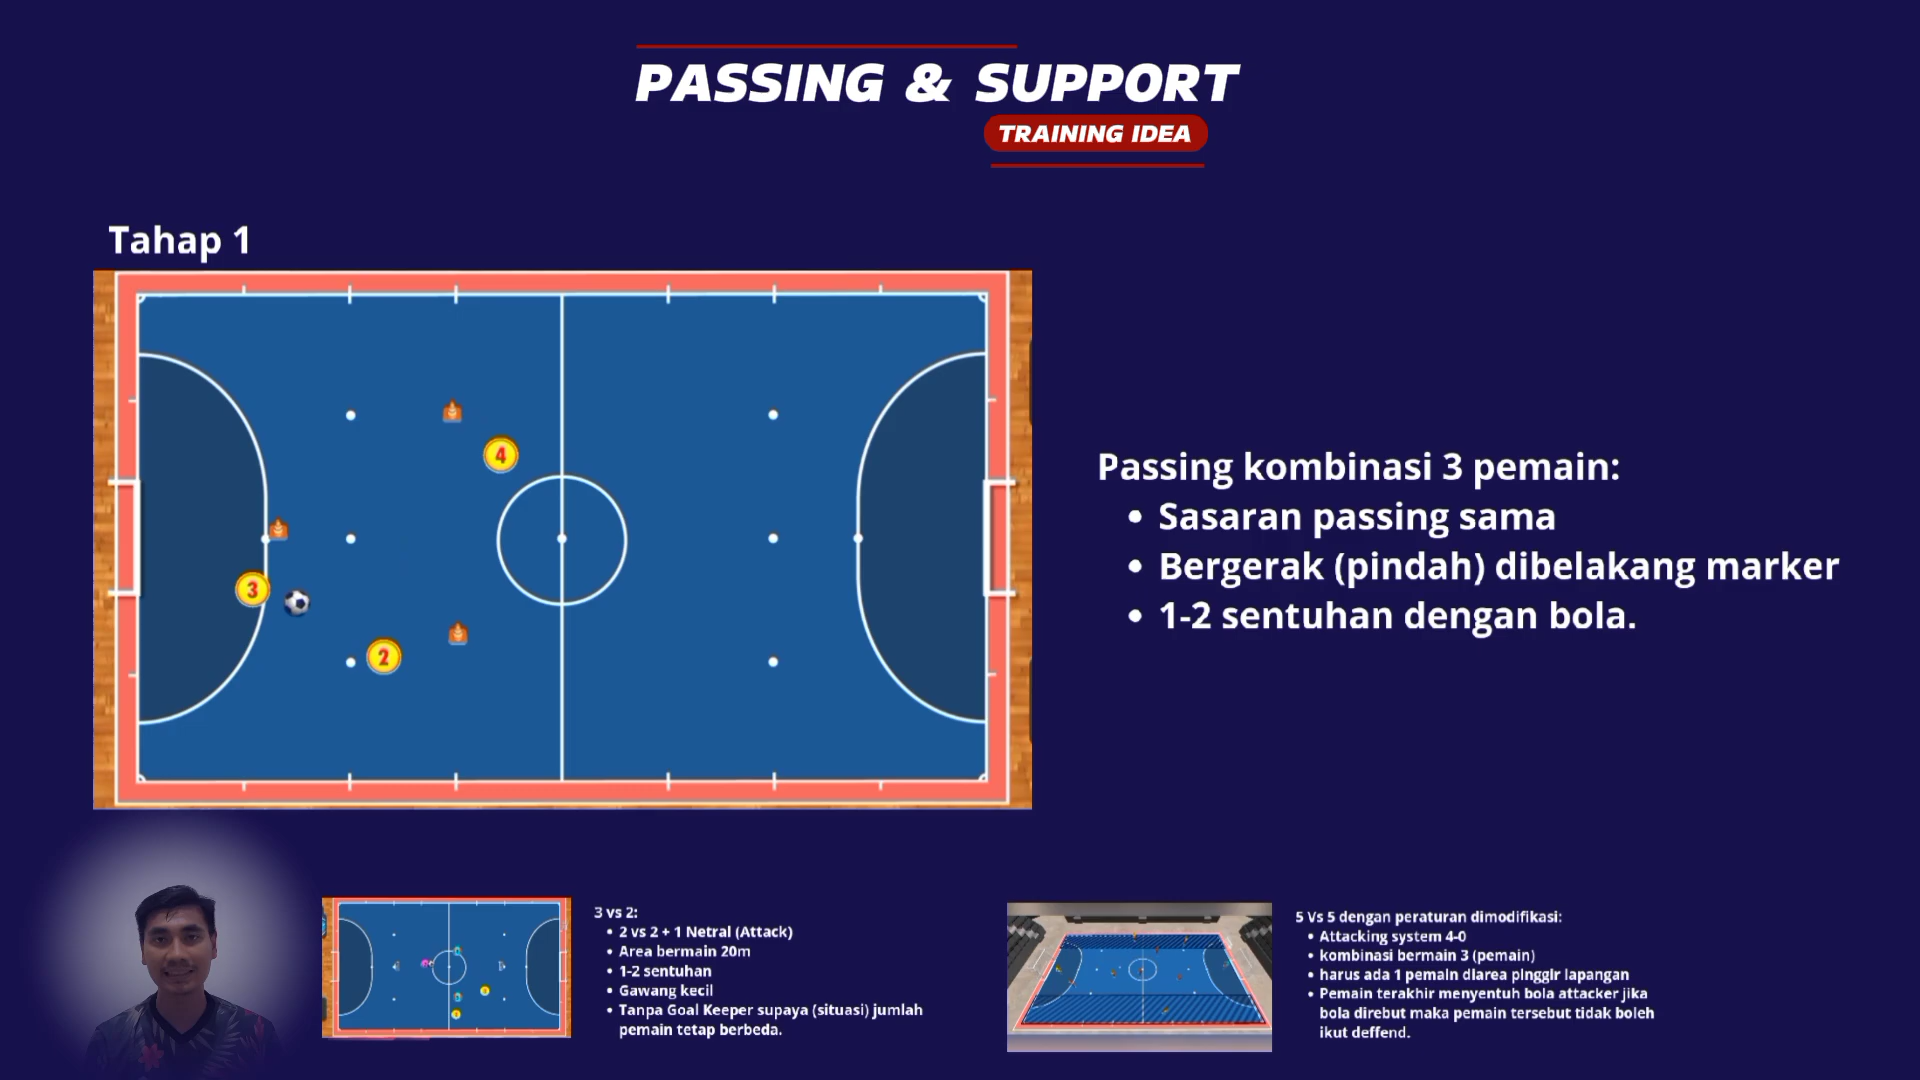 PASSING & SUPPORT
TRAINING IDEA
Tahap 1
4
3
2
Passing kombinasi 3 pemain:
• Sasaran passing sama
• Bergerak (pindah) dibelakang marker
• 1-2 sentuhan dengan bola.
3 vs 2:
• 2 vs 2 + 1 Netral (Attack)
• Area bermain 20m
• 1-2 sentuhan
• Gawang kecil
• Tanpa Goal Keeper supaya (situasi) jumlah
pemain tetap berbeda.
5 Vs 5 dengan peraturan dimodifikasi:
• Attacking system 4-0
• kombinasi bermain 3 (pemain)
• harus ada 1 pemain diarea pinggir lapangan
• Pemain terakhir menyentuh bola attacker jika
bola direbut maka pemain tersebut tidak boleh
ikut deffend.